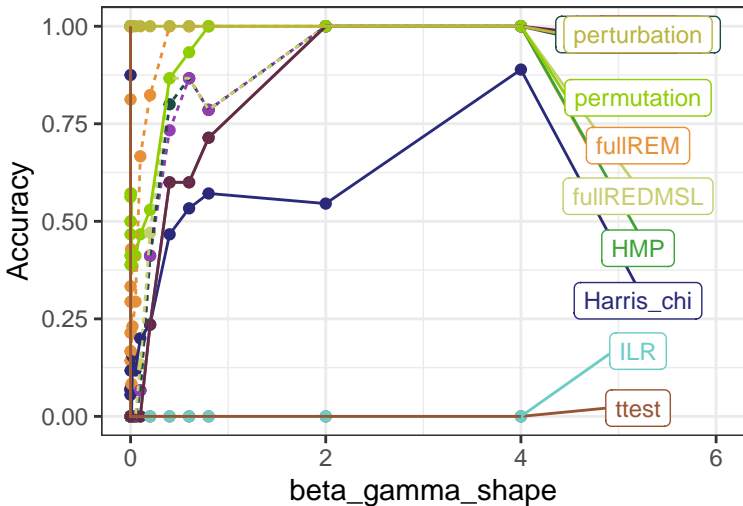 1.00
0.75
0.50
0.25
0.00
Accuracy
perturbation
permutation
fullREM
fullREDMSL
HMP
Harris_chi
ILR
ttest
0
2
4
6
beta_gamma_shape